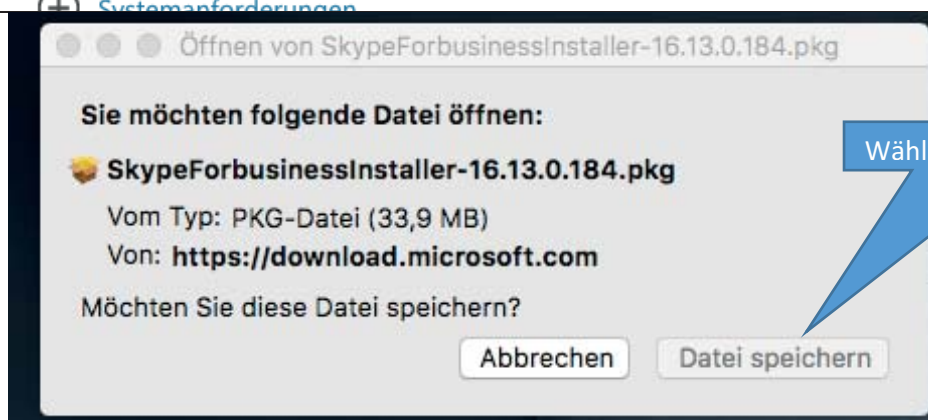 Systemanforderungen
Öffnen von SkypeForbusinessInstaller-16.13.0.184.pkg
Sie möchten folgende Datei öffnen:
SkypeForbusinessInstaller-16.13.0.184.pkg
Vom Typ: PKG-Datei (33,9 MB)
Von: https://download.microsoft.com
Möchten Sie diese Datei speichern?
Wähl
Abbrechen
Datei speichern